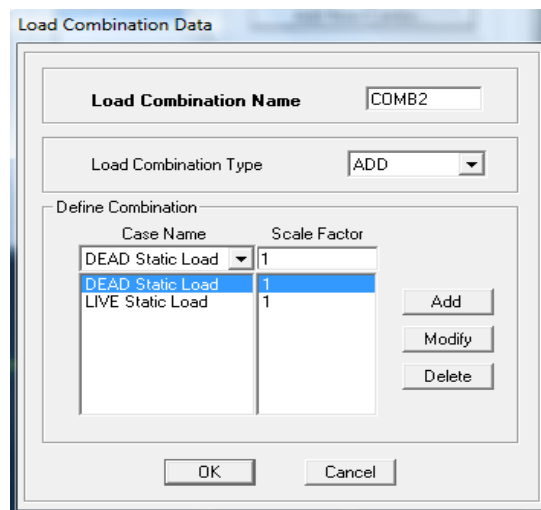 Load Combination Data
Load Combination Name COMB2
Load Combination Type ADD
Define Combination
Case Name Scale Factor
DEAD Static Load 1
DEAD Static Load 1
LIVE Static Load 1
Add
Modify
Delete
OK Cancel